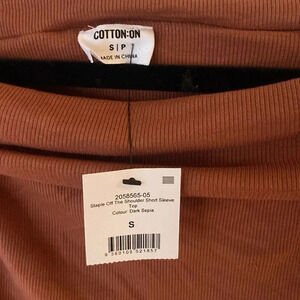 COTTON:ON
S|P
MADE IN CHINA
2058565-05
Staple Off The Shoulder Short Sleeve
Top
Colour: Dark Sepia
S